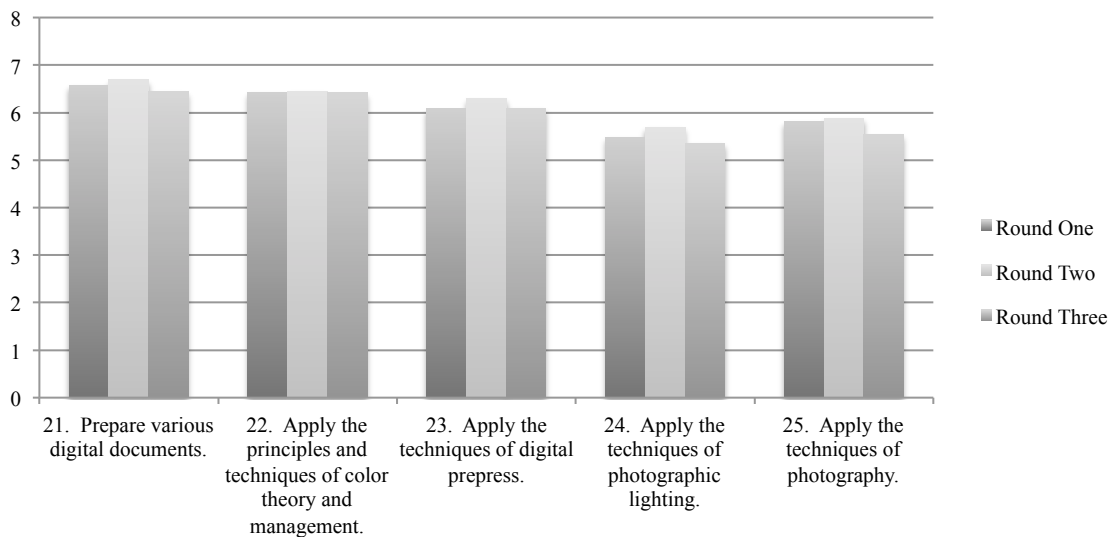 8
7
6
5
4
3
2
1
0
21. Prepare various
digital documents.
22. Apply the
principles and
techniques of color
theory and
management.
23. Apply the
techniques of digital
prepress.
24. Apply the
techniques of
photographic
lighting.
25. Apply the
techniques of
photography.
Round One
Round Two
Round Three